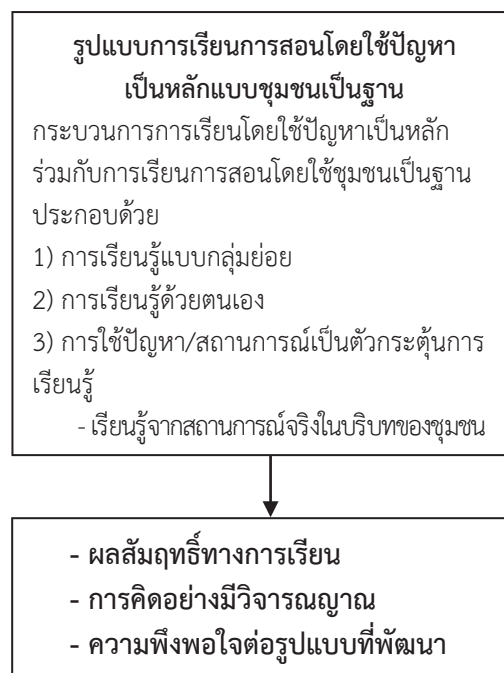 รูปแบบการเรียนการสอนโดยใช้ปัญหา
เป็นหลักแบบชุมชนเป็นฐาน
กระบวนการการเรียนโดยใช้ปัญหาเป็นหลัก
ร่วมกับการเรียนการสอนโดยใช้ชุมชนเป็นฐาน
ประกอบด้วย
1) การเรียนรู้แบบกลุ่มย่อย
2) การเรียนรู้ด้วยตนเอง
3) การใช้ปัญหา/สถานการณ์เป็นตัวกระตุ้นการ
เรียนรู้
- เรียนรู้จากสถานการณ์จริงในบริบทของชุมชน
- ผลสัมฤทธิ์ทางการเรียน
- การคิดอย่างมีวิจารณญาณ
- ความพึงพอใจต่อรูปแบบที่พัฒนา